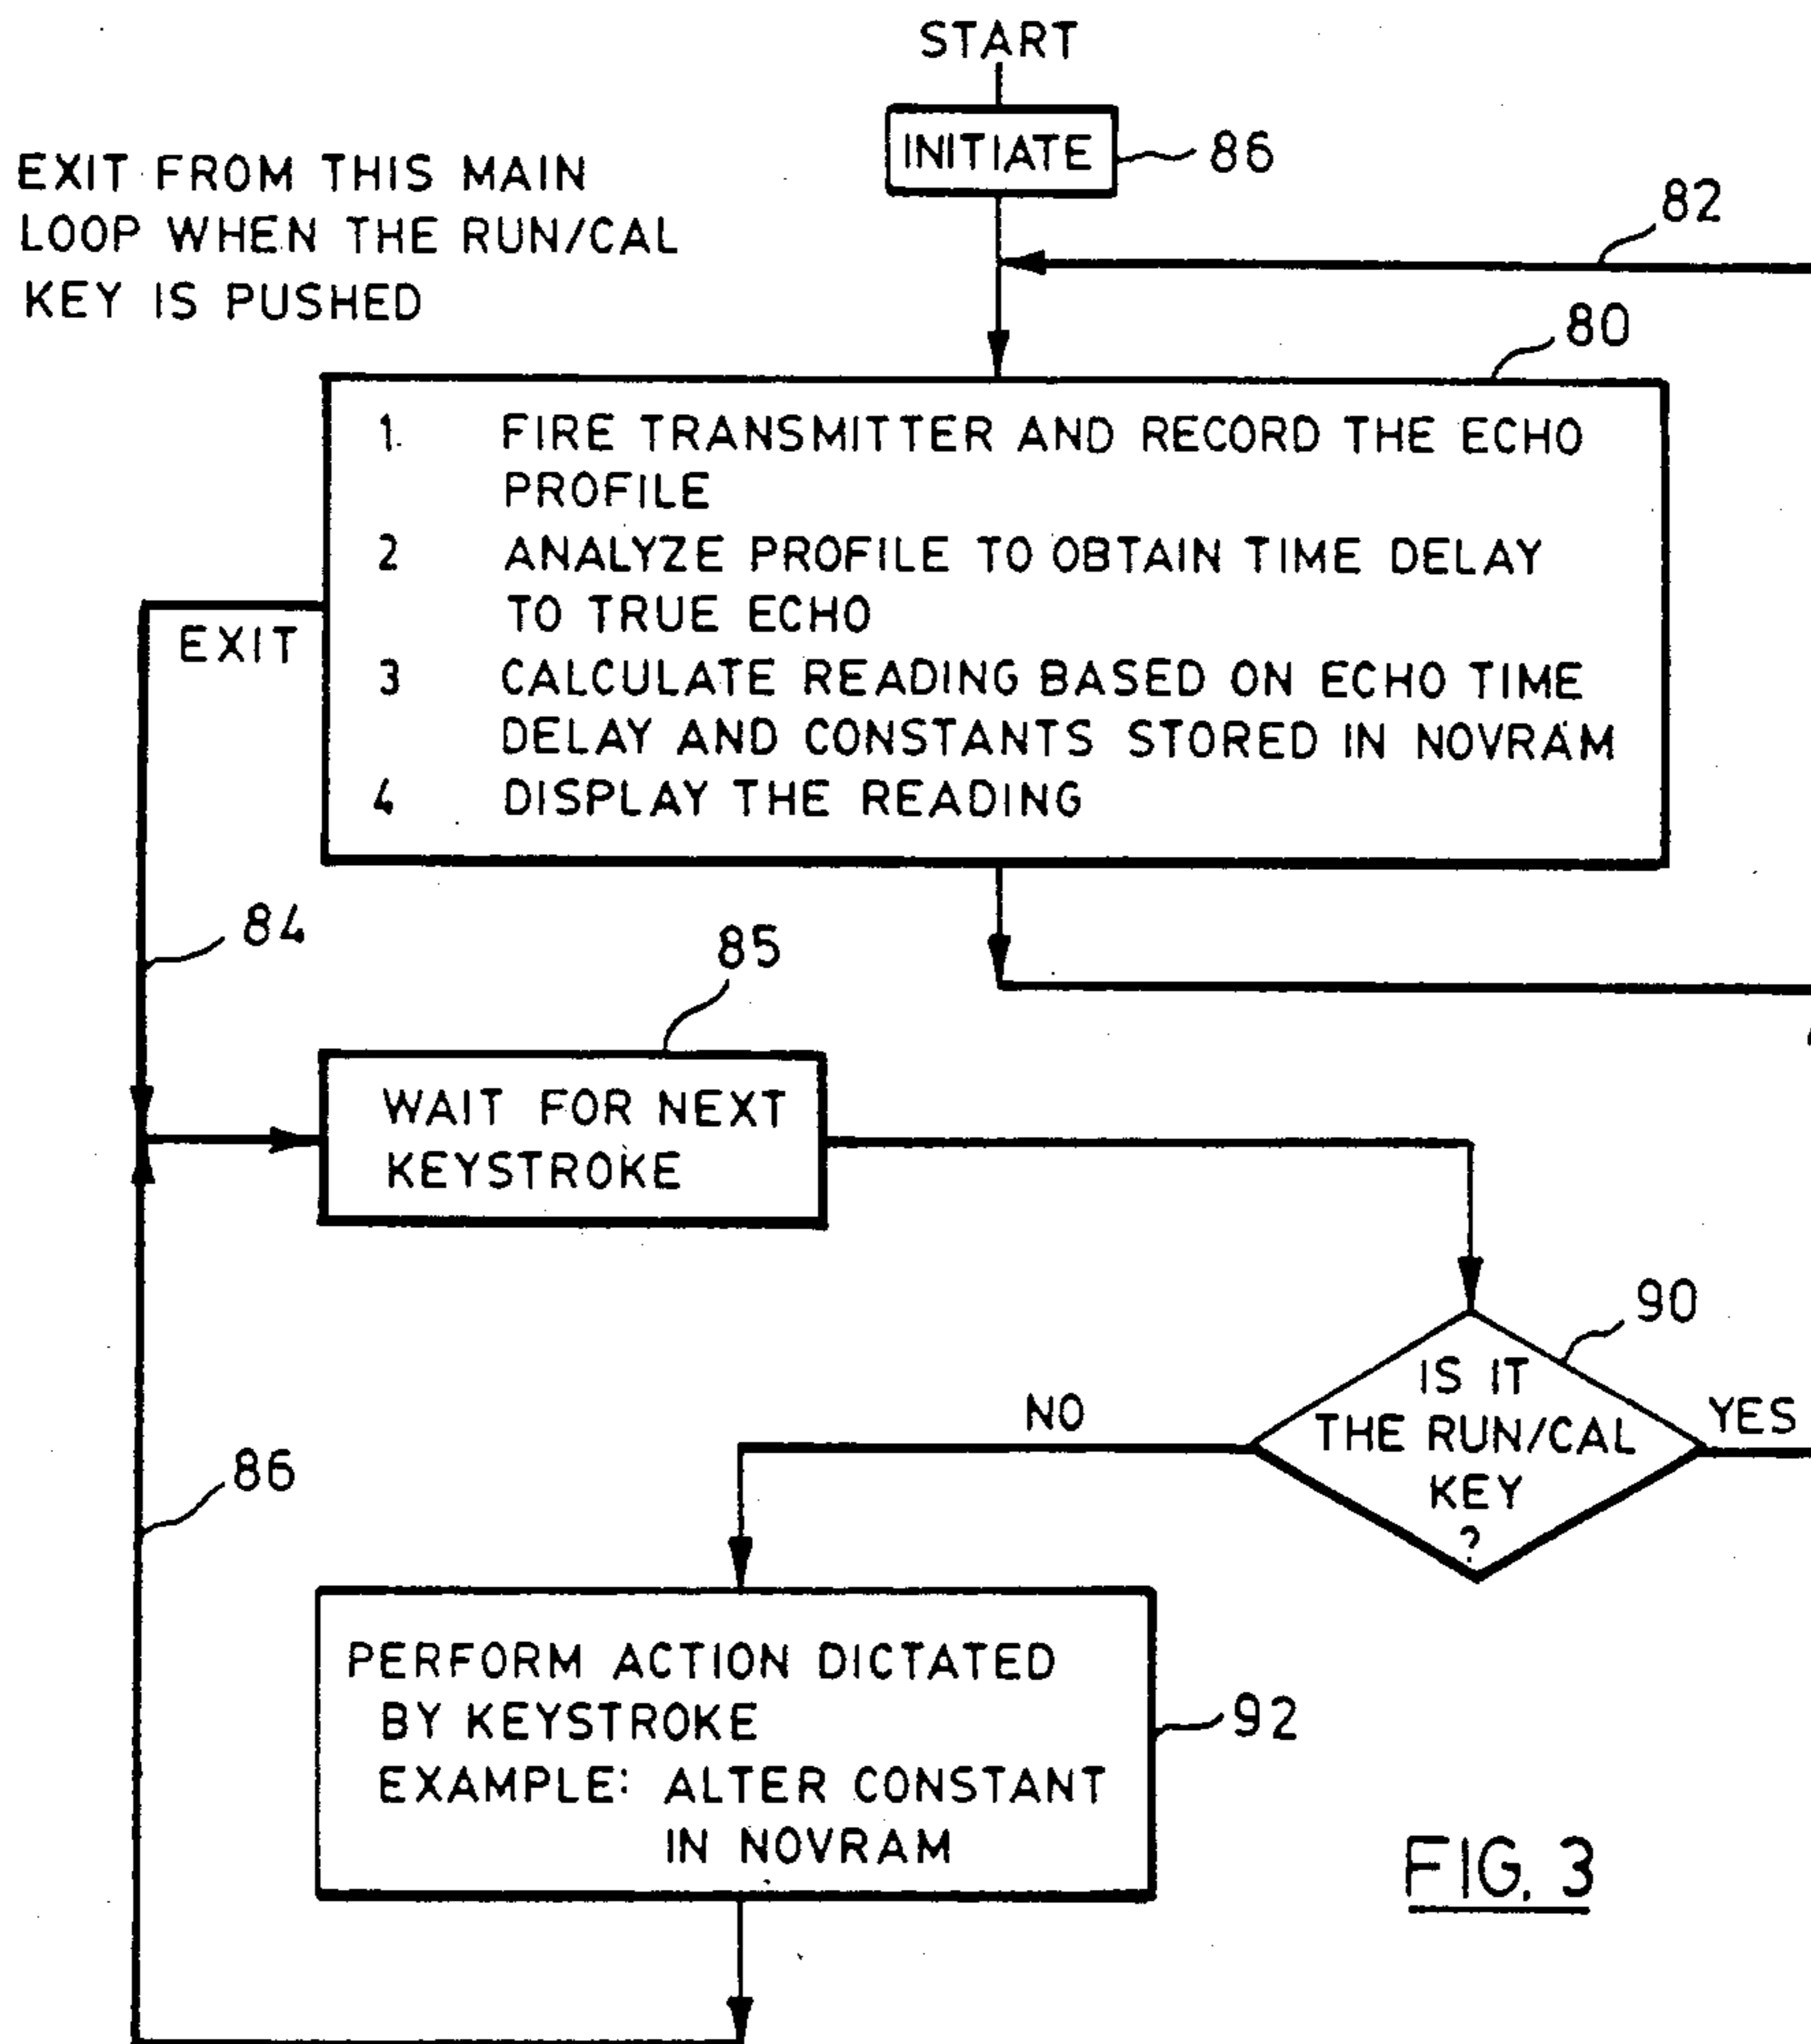 START
INITIATE
86
EXIT FROM THIS MAIN
LOOP WHEN THE RUN/CAL
KEY IS PUSHED
82
80
1. FIRE TRANSMITTER AND RECORD THE ECHO
PROFILE
2 ANALYZE PROFILE TO OBTAIN TIME DELAY
TO TRUE ECHO
3 CALCULATE READING BASED ON ECHO TIME
DELAY AND CONSTANTS STORED IN NOVRAM
4 DISPLAY THE READING
EXIT
84
85
WAIT FOR NEXT
KEYSTROKE
90
IS IT
THE RUN/CAL
KEY
?
NO
YES
86
PERFORM ACTION DICTATED
BY KEYSTROKE
EXAMPLE: ALTER CONSTANT
IN NOVRAM
92
FIG. 3